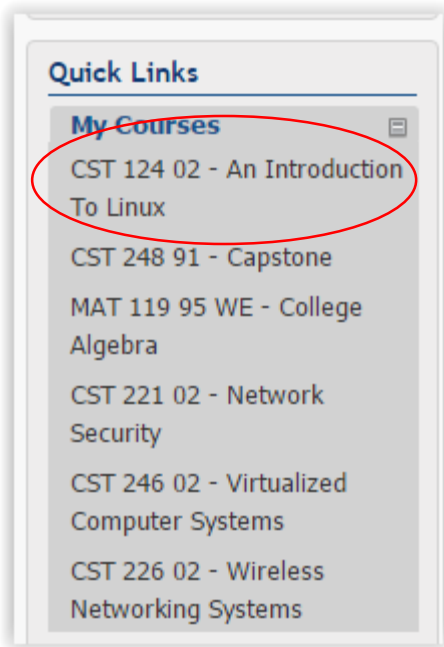 Quick Links
My Courses
CST 124 02 - An Introduction
To Linux
CST 248 91 - Capstone
MAT 119 95 WE - College
Algebra
CST 221 02 - Network
Security
CST 246 02 - Virtualized
Computer Systems
CST 226 02 - Wireless
Networking Systems